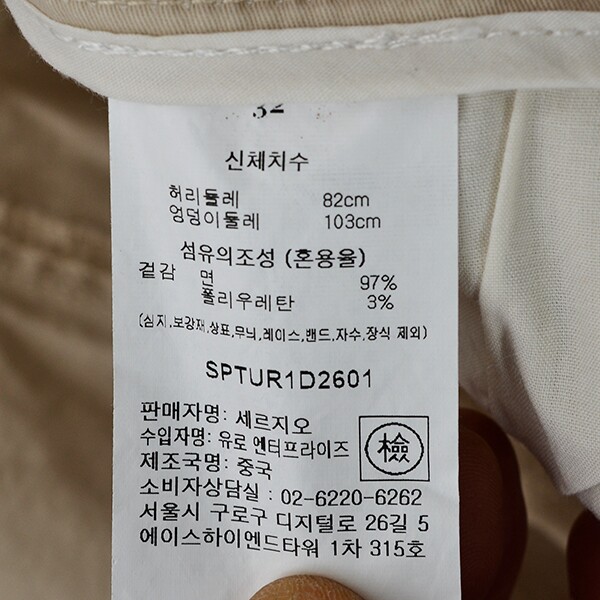 32
신체치수
허리둘레 82cm
엉덩이둘레 103cm
섬유의조성 (혼용율)
겉감 면 97%
폴리우레탄 3%
(심지,보강재,상표,무늬,레이스,밴드,자수,장식 제외)
SPTUR1D2601
판매자명: 세르지오
수입자명: 유로 엔터프라이즈
제조국명: 중국
檢
소비자상담실 : 02-6220-6262
서울시 구로구 디지털로 26길 5
에이스하이엔드타워 1차 315호